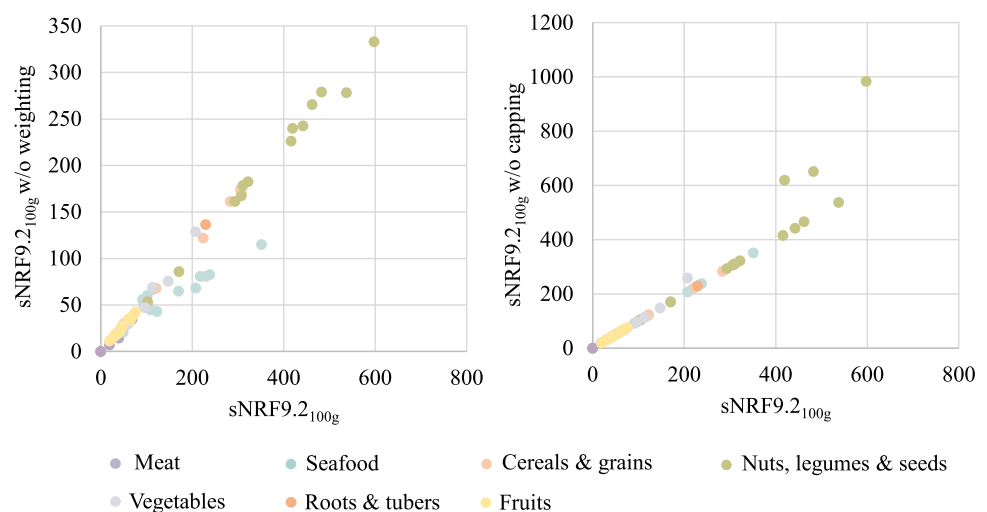 350
300
250
200
150
100
50
0
0 200 400 600 800
sNRF9.2100g w/o weighting
sNRF9.2100g
1200
1000
800
600
400
200
0
0 200 400 600 800
sNRF9.2100g w/o capping
sNRF9.2100g
Meat Seafood Cereals & grains Nuts, legumes & seeds
Vegetables Roots & tubers Fruits